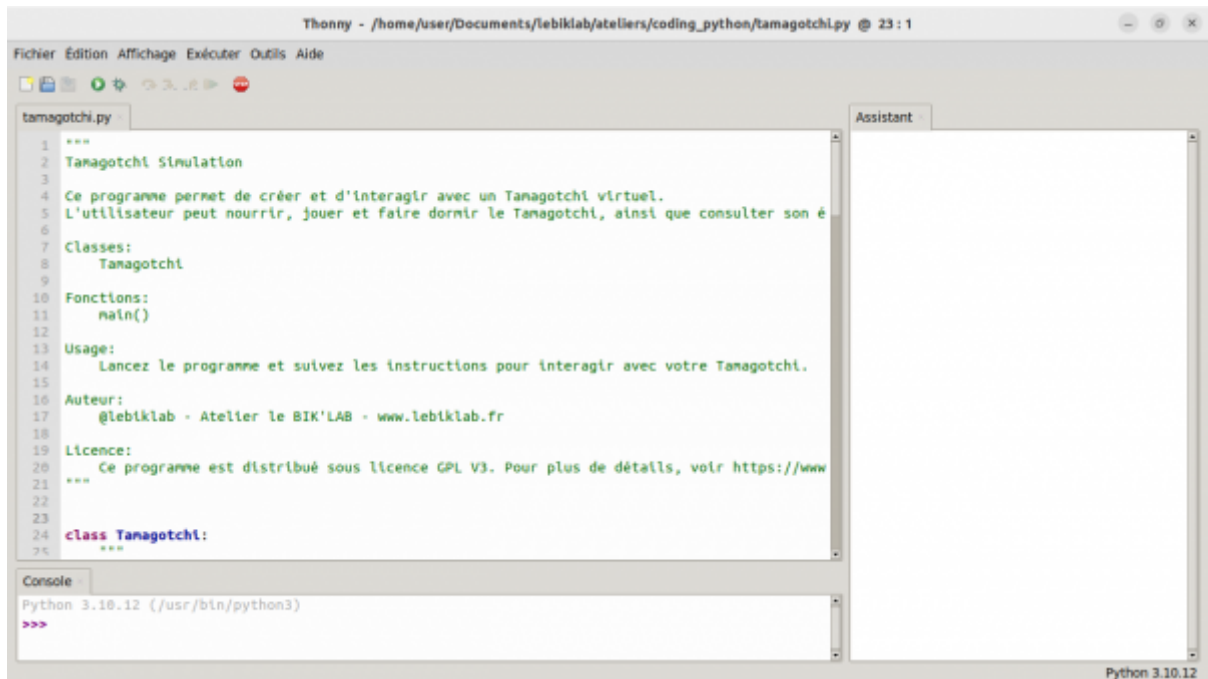 Thonny - /home/user/Documents/lebiklab/ateliers/coding_python/tamagotchi.py @ 23 : 1
Fichier Édition Affichage Exécuter Outils Aide
STOP
tamagotchi.py
Assistant
1 """
2 Tamagotchi Simulation
3
4 Ce programme permet de créer et d'interagir avec un Tamagotchi virtuel.
5 L'utilisateur peut nourrir, jouer et faire dormir le Tamagotchi, ainsi que consulter son é
6
7 Classes:
8 Tamagotchi
9
10 Fonctions:
11 main()
12
13 Usage:
14 Lancez le programme et suivez les instructions pour interagir avec votre Tamagotchi.
15
16 Auteur:
17 @lebiklab - Atelier le BIK'LAB - www.lebiklab.fr
18
19 Licence:
20 Ce programme est distribué sous licence GPL V3. Pour plus de détails, voir https://www
21 """
22
23
24 class Tamagotchi:
25 """
Console
Python 3.10.12 (/usr/bin/python3)
>>>
Python 3.10.12